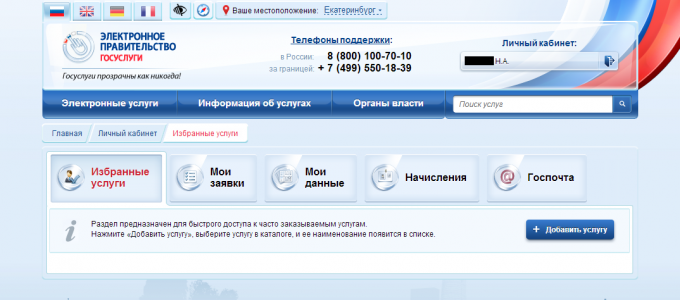 Ваше местоположение: Екатеринбург
ЭЛЕКТРОННОЕ
ПРАВИТЕЛЬСТВО
ГОСУСЛУГИ
Госуслуги прозрачны как никогда!
Телефоны поддержки:
в России: 8 (800) 100-70-10
за границей: + 7 (499) 550-18-39
Личный кабинет:
Н.А.
Электронные услуги
Информация об услугах
Органы власти
Поиск услуг
Главная
Личный кабинет
Избранные услуги
Избранные
услуги
Мои
заявки
Мои
данные
Начисления
Госпочта
Раздел предназначен для быстрого доступа к часто заказываемым услугам.
Нажмите «Добавить услугу», выберите услугу в каталоге, и ее наименование появится в списке.
+ Добавить услугу